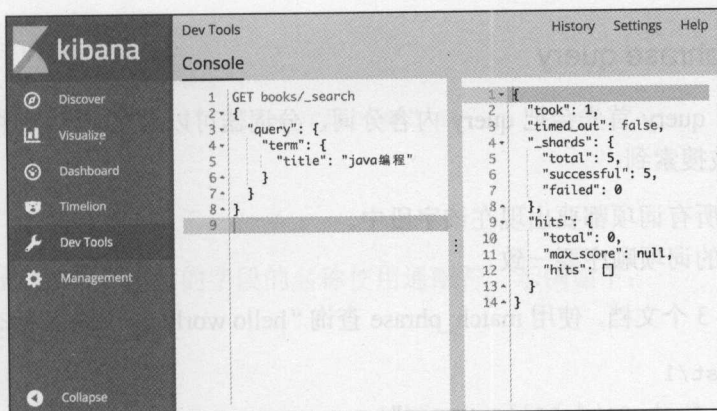 kibana
Discover
Visualize
Dashboard
Timelion
Dev Tools
Management
Collapse
Dev Tools
History Settings Help
Console
1 GET books/_search
2 {
3 "query": {
4 "term": {
5 "title": "java编程"
6 }
7 }
8 }
9
1 {
2 "took": 1,
3 "timed_out": false,
4 "_shards": {
5 "total": 5,
6 "successful": 5,
7 "failed": 0
8 },
9 "hits": {
10 "total": 0,
11 "max_score": null,
12 "hits": []
13 }
14 }